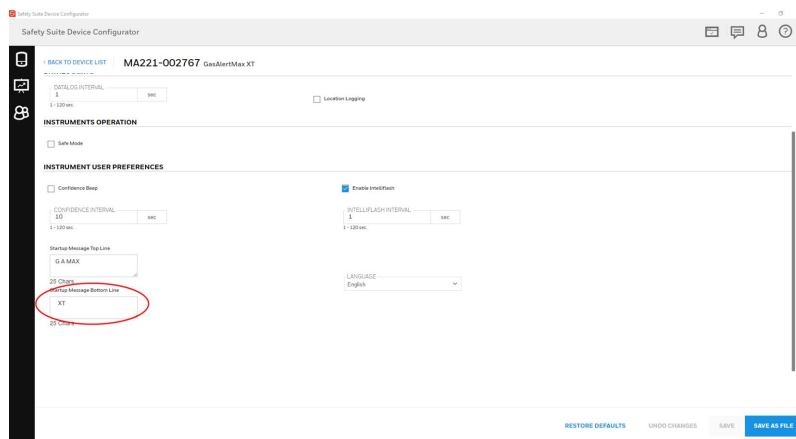 Safety Suite Device Configurator
Safety Suite Device Configurator
< BACK TO DEVICE LIST
MA221-002767 GasAlertMax XT
DATALOG INTERVAL
1 sec
1 - 120 sec.
Location Logging
INSTRUMENTS OPERATION
Safe Mode
INSTRUMENT USER PREFERENCES
Confidence Beep
Enable Intelliflash
CONFIDENCE INTERVAL
10 sec
1 - 120 sec.
INTELLIFLASH INTERVAL
1 sec
1 - 120 sec.
Startup Message Top Line
G A MAX
25 Chars
LANGUAGE
English
Startup Message Bottom Line
XT
25 Chars
RESTORE DEFAULTS
UNDO CHANGES
SAVE
SAVE AS FILE